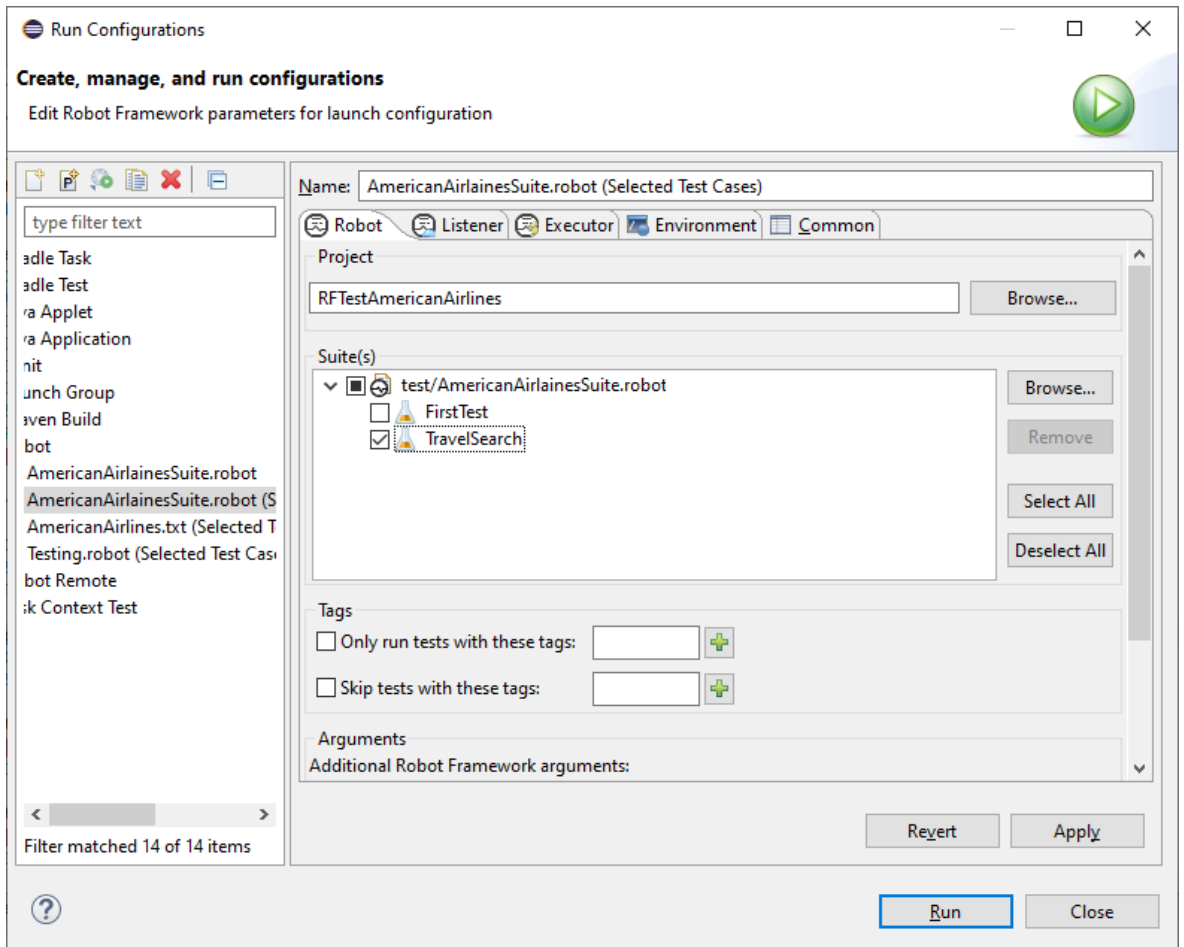 Run Configurations
Create, manage, and run configurations
Edit Robot Framework parameters for launch configuration
type filter text
adle Task
adle Test
va Applet
va Application
nit
unch Group
aven Build
bot
AmericanAirlainesSuite.robot
AmericanAirlainesSuite.robot (S
AmericanAirlines.txt (Selected T
Testing.robot (Selected Test Cas
bot Remote
sk Context Test
Filter matched 14 of 14 items
Name: AmericanAirlainesSuite.robot (Selected Test Cases)
Robot Listener Executor Environment Common
Project
RFTestAmericanAirlines Browse...
Suite(s)
test/AmericanAirlainesSuite.robot Browse...
FirstTest
TravelSearch Remove
Select All
Deselect All
Tags
Only run tests with these tags:
Skip tests with these tags:
Arguments
Additional Robot Framework arguments:
Revert Apply
Run Close